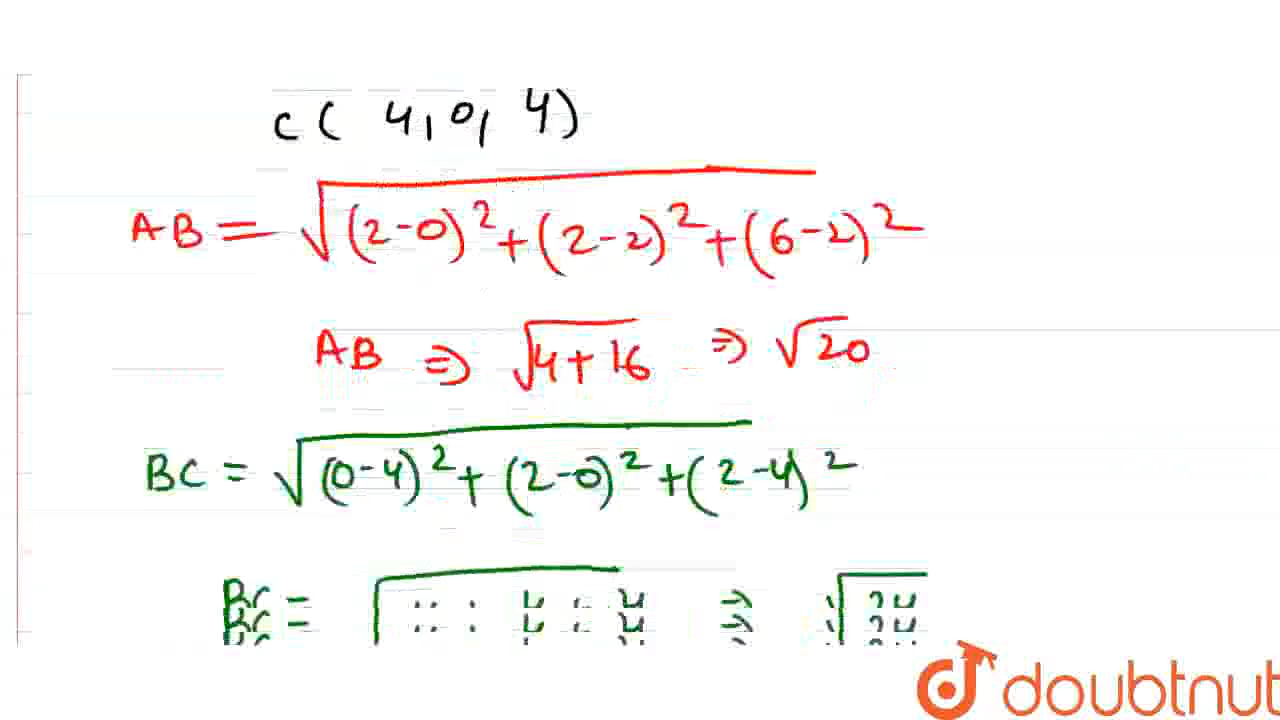 C ( 4, 0, 4)
AB = √(2-0)² + (2-2)² + (6-2)²
AB ⇒ √4+16 ⇒ √20
BC = √(0-4)² + (2-0)² + (2-4)²
BC =
doubtnut